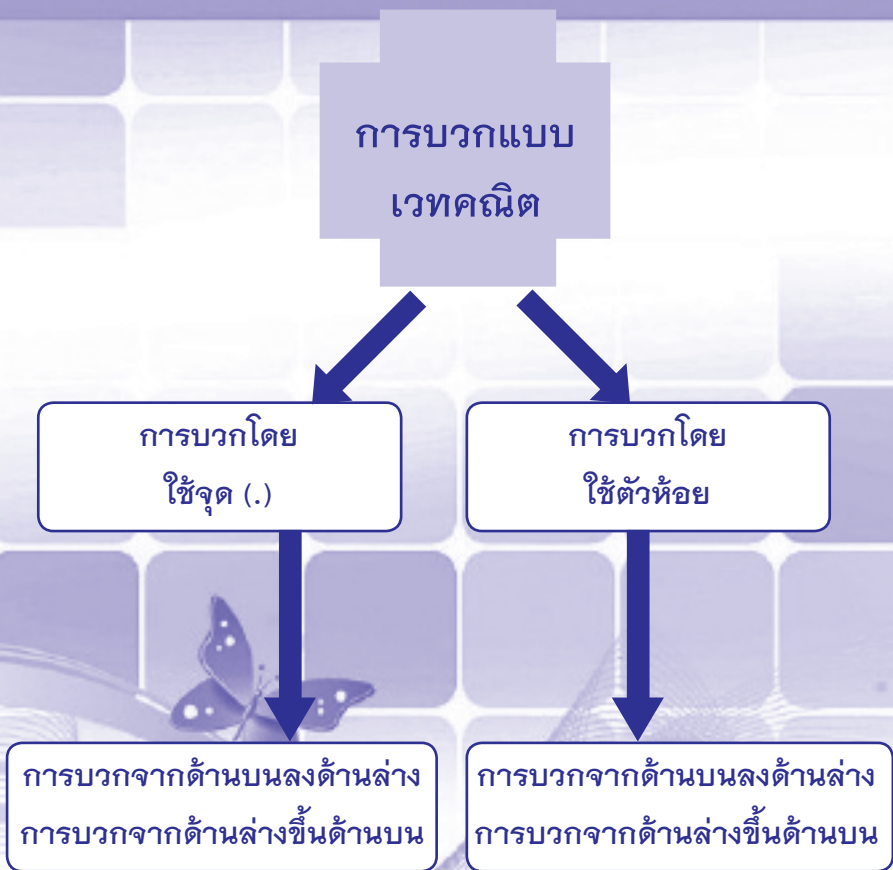 การบวกแบบ
เวทคณิต
การบวกโดย
ใช้จุด (.)
การบวกโดย
ใช้ตัวห้อย
การบวกจากด้านบนลงด้านล่าง
การบวกจากด้านล่างขึ้นด้านบน
การบวกจากด้านบนลงด้านล่าง
การบวกจากด้านล่างขึ้นด้านบน